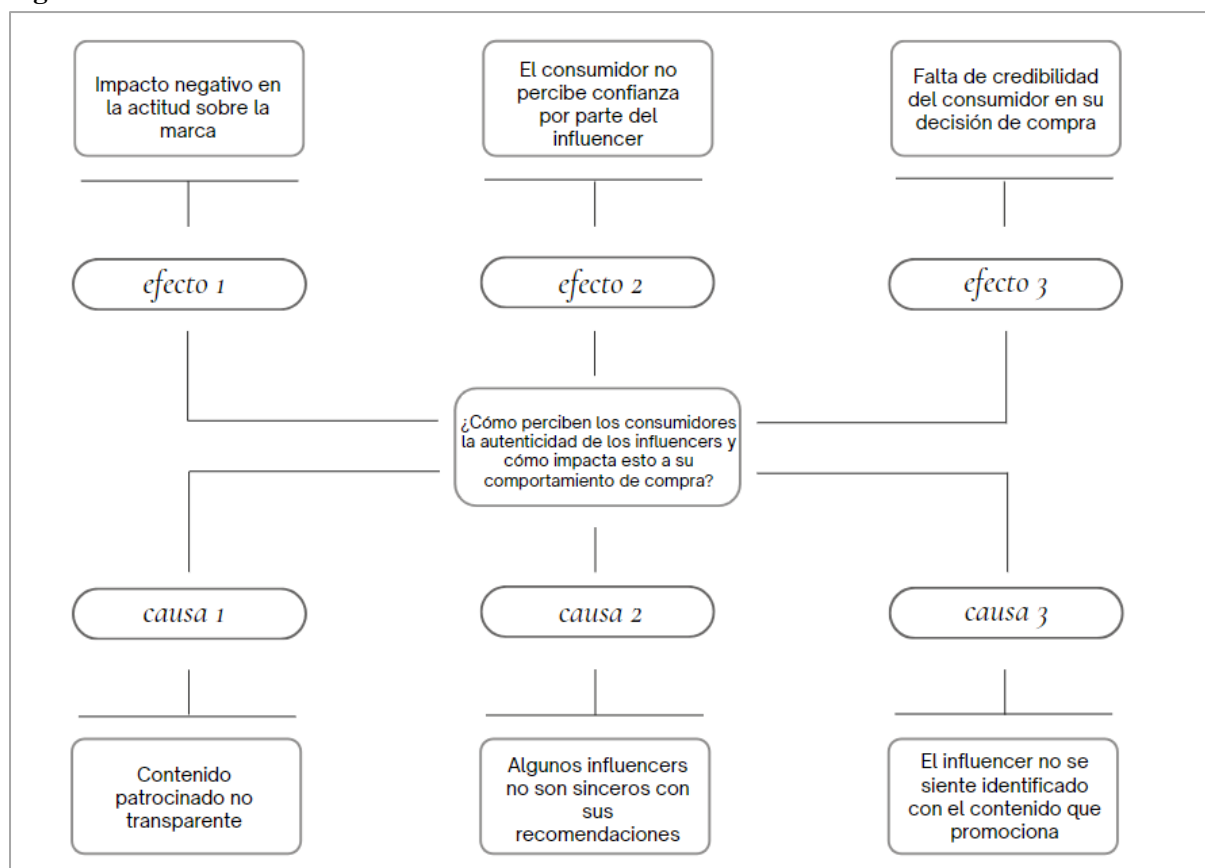 Impacto negativo en
la actitud sobre la
marca
El consumidor no
percibe confianza
por parte del
influencer
Falta de credibilidad
del consumidor en su
decisión de compra
efecto 1
efecto 2
efecto 3
¿Cómo perciben los consumidores
la autenticidad de los influencers y
cómo impacta esto a su
comportamiento de compra?
causa 1
causa 2
causa 3
Contenido
patrocinado no
transparente
Algunos influencers
no son sinceros con
sus
recomendaciones
El influencer no se
siente identificado
con el contenido que
promociona